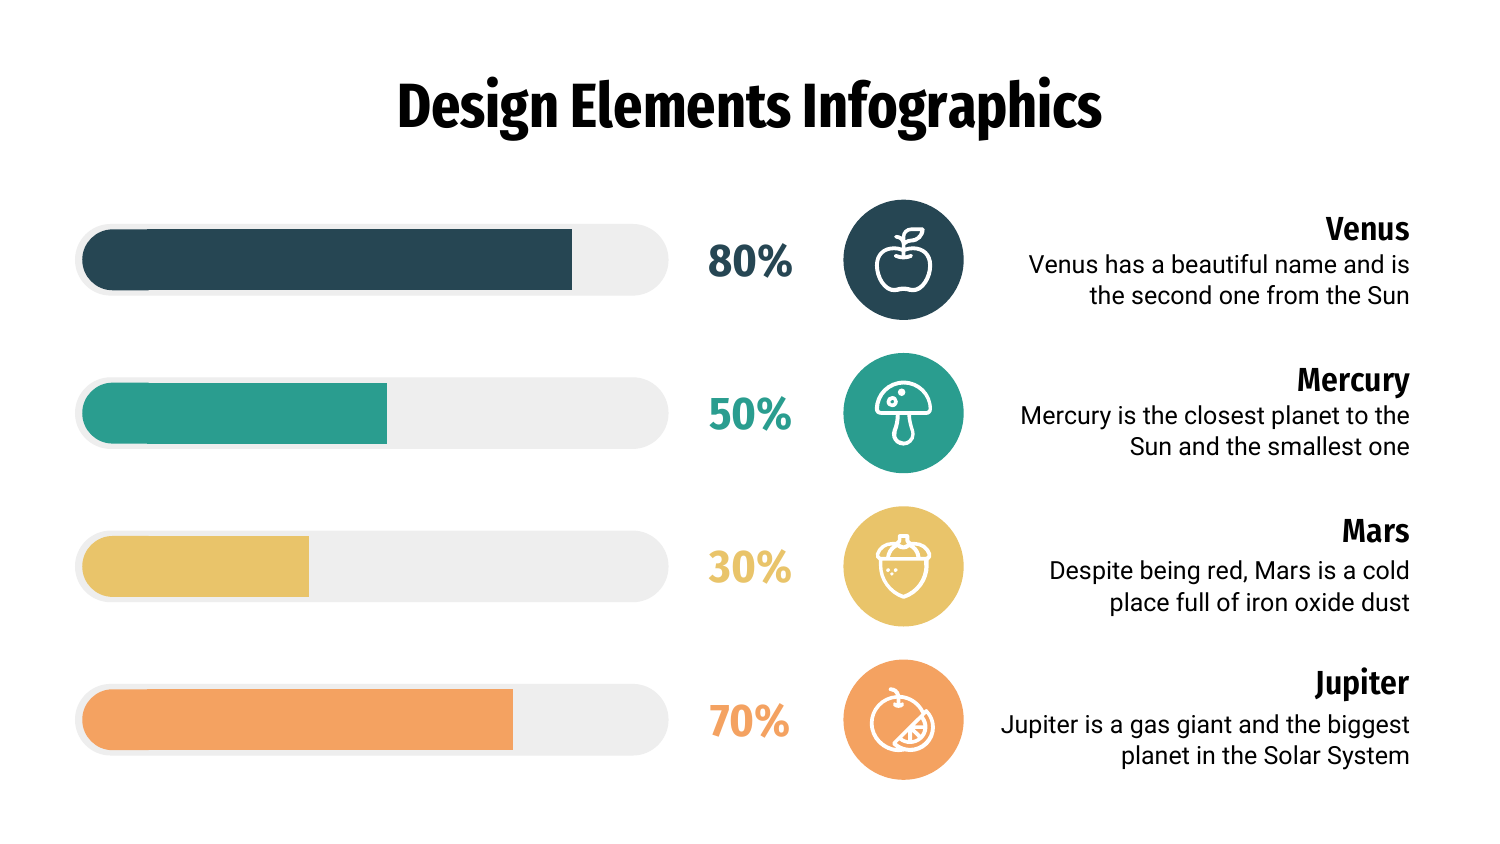 Design Elements Infographics
80%
Venus
Venus has a beautiful name and is
the second one from the Sun
50%
Mercury
Mercury is the closest planet to the
Sun and the smallest one
30%
Mars
Despite being red, Mars is a cold
place full of iron oxide dust
70%
Jupiter
Jupiter is a gas giant and the biggest
planet in the Solar System